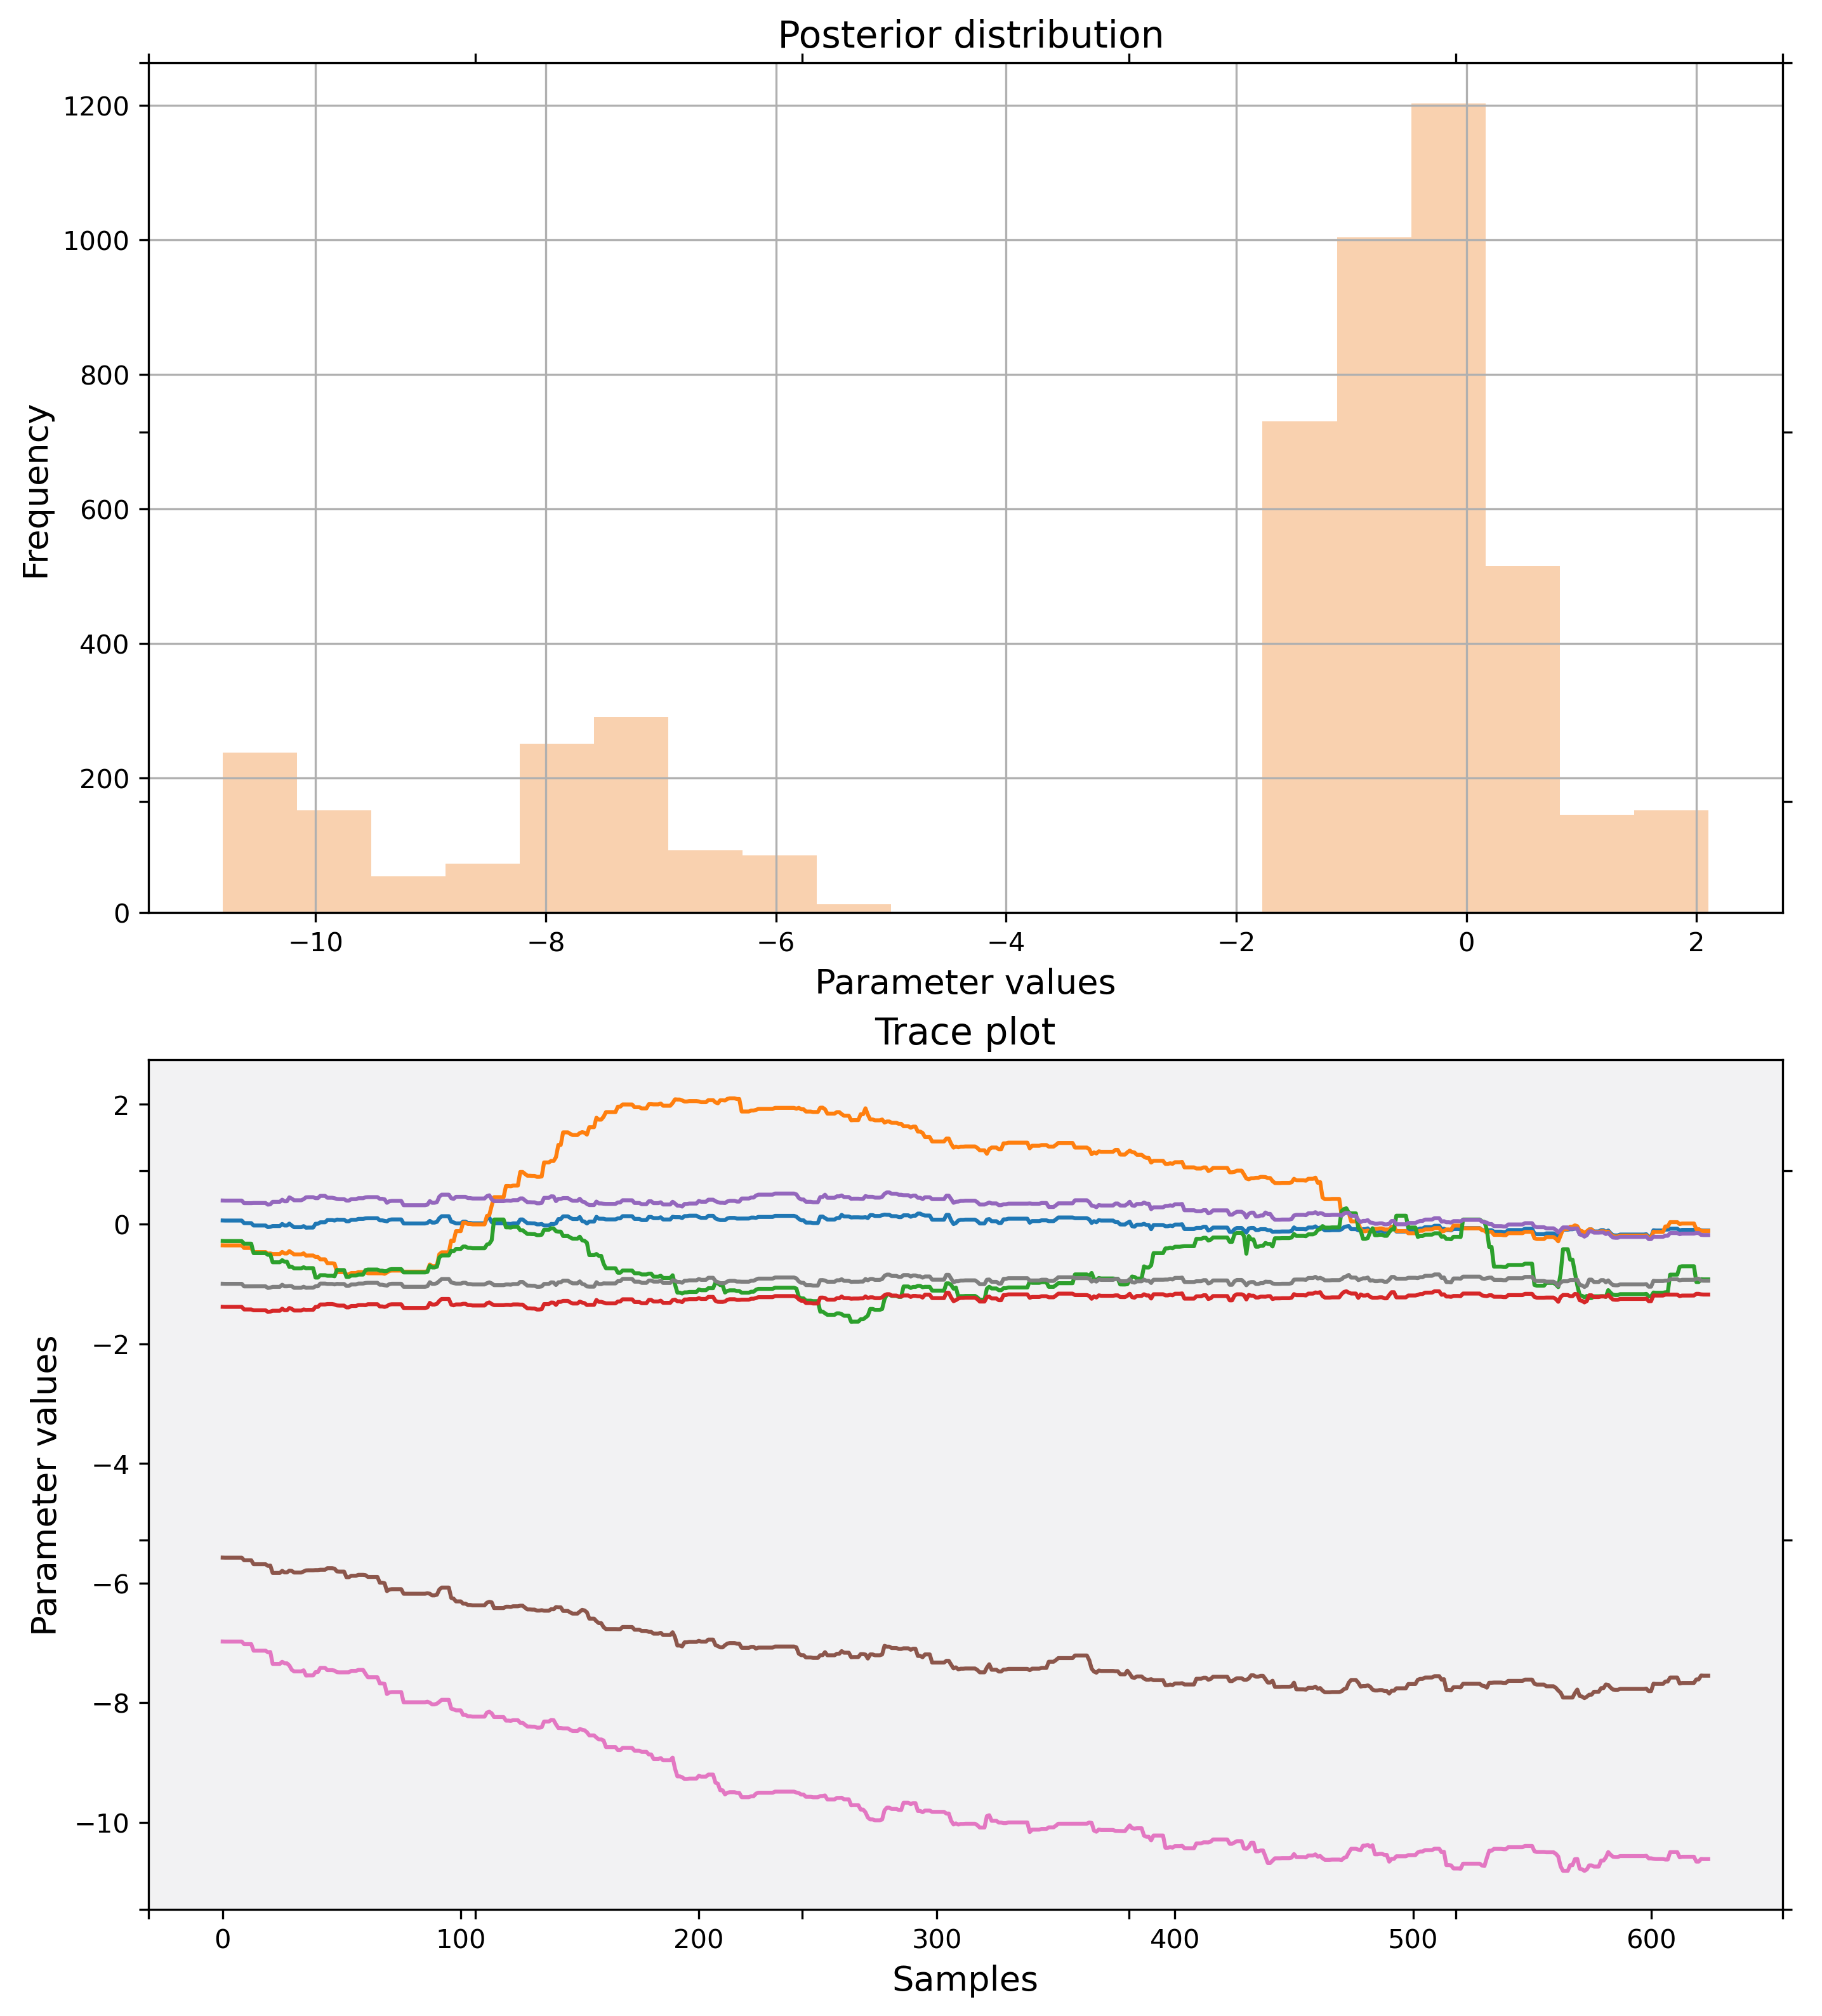 Posterior distribution
1200
1000
800
600
400
200
0
Frequency
−10 −8 −6 −4 −2 0 2
Parameter values
Trace plot
2
0
−2
−4
−6
−8
−10
Parameter values
0 100 200 300 400 500 600
Samples